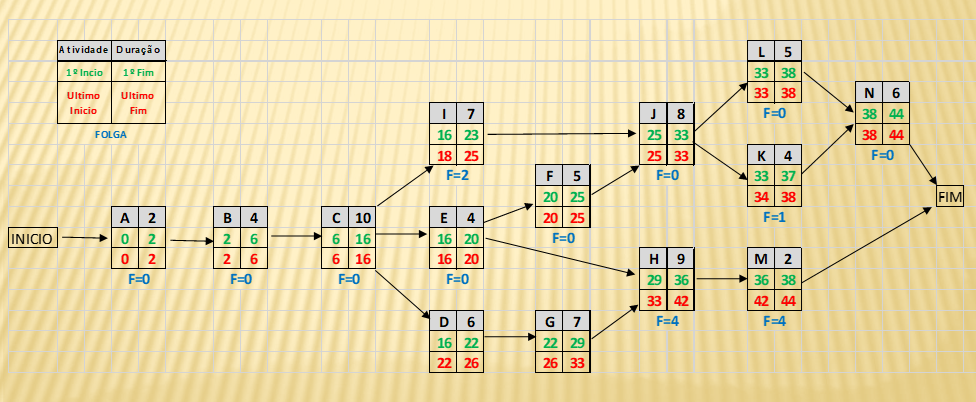 Atividade Duração
1º Incio 1º Fim
Ultimo Inicio Ultimo Fim
FOLGA
INICIO
A 2
0 2
0 2
F=0
B 4
2 6
2 6
F=0
C 10
6 16
6 16
F=0
I 7
16 23
18 25
F=2
E 4
16 20
16 20
F=0
D 6
16 22
22 26
F 5
20 25
20 25
F=0
G 7
22 29
26 33
J 8
25 33
25 33
F=0
H 9
29 36
33 42
F=4
L 5
33 38
33 38
F=0
K 4
33 37
34 38
F=1
M 2
36 38
42 44
F=4
N 6
38 44
38 44
F=0
FIM